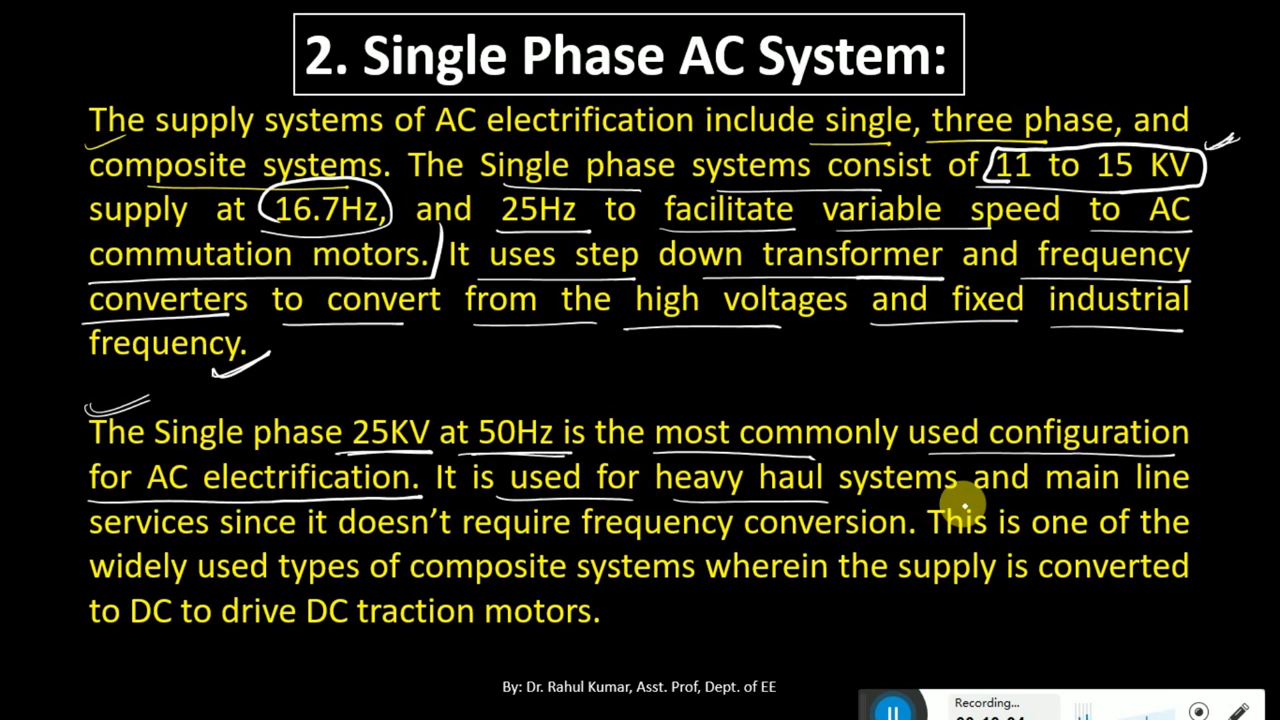 2. Single Phase AC System:
The supply systems of AC electrification include single, three phase, and
composite systems. The Single phase systems consist of 11 to 15 KV
supply at 16.7Hz, and 25Hz to facilitate variable speed to AC
commutation motors. It uses step down transformer and frequency
converters to convert from the high voltages and fixed industrial
frequency.
The Single phase 25KV at 50Hz is the most commonly used configuration
for AC electrification. It is used for heavy haul systems and main line
services since it doesn’t require frequency conversion. This is one of the
widely used types of composite systems wherein the supply is converted
to DC to drive DC traction motors.
By: Dr. Rahul Kumar, Asst. Prof, Dept. of EE
Recording...